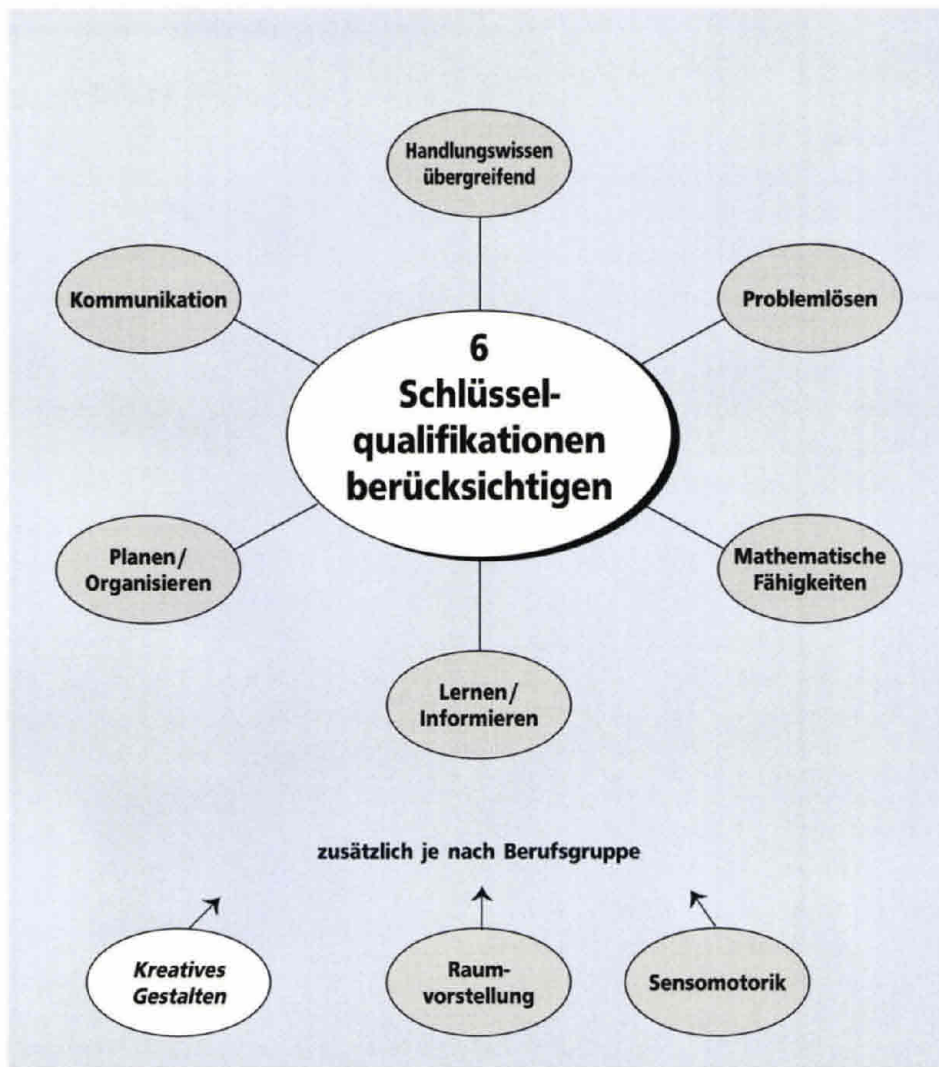 Handlungswissen
übergreifend
Kommunikation
Problemlösen
6
Schlüssel-
qualifikationen
berücksichtigen
Planen/
Organisieren
Mathematische
Fähigkeiten
Lernen/
Informieren
zusätzlich je nach Berufsgruppe
Kreatives
Gestalten
Raum-
vorstellung
Sensomotorik